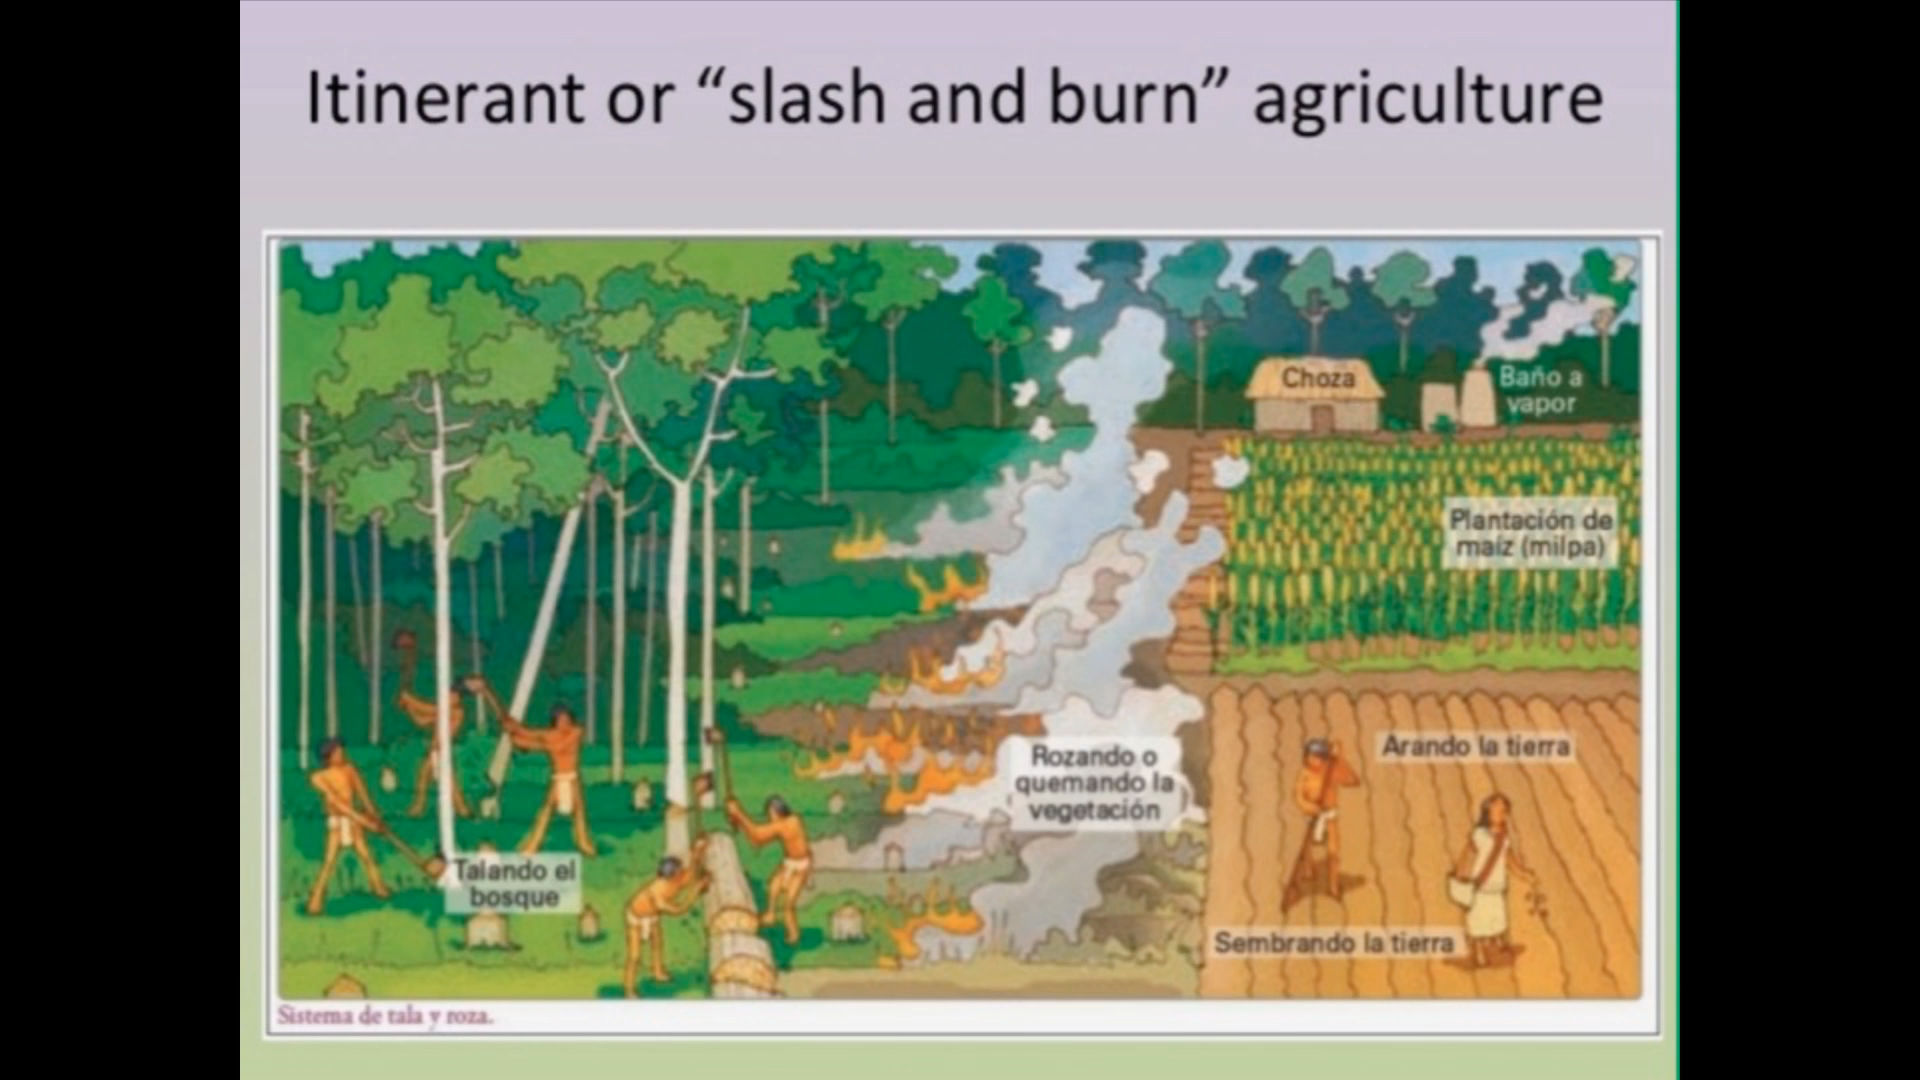 Itinerant or “slash and burn” agriculture
Choza
Baño a
vapor
Plantación de
maíz (milpa)
Rozando o
quemando la
vegetación
Arando la tierra
Talando el
bosque
Sembrando la tierra
Sistema de tala y roza.